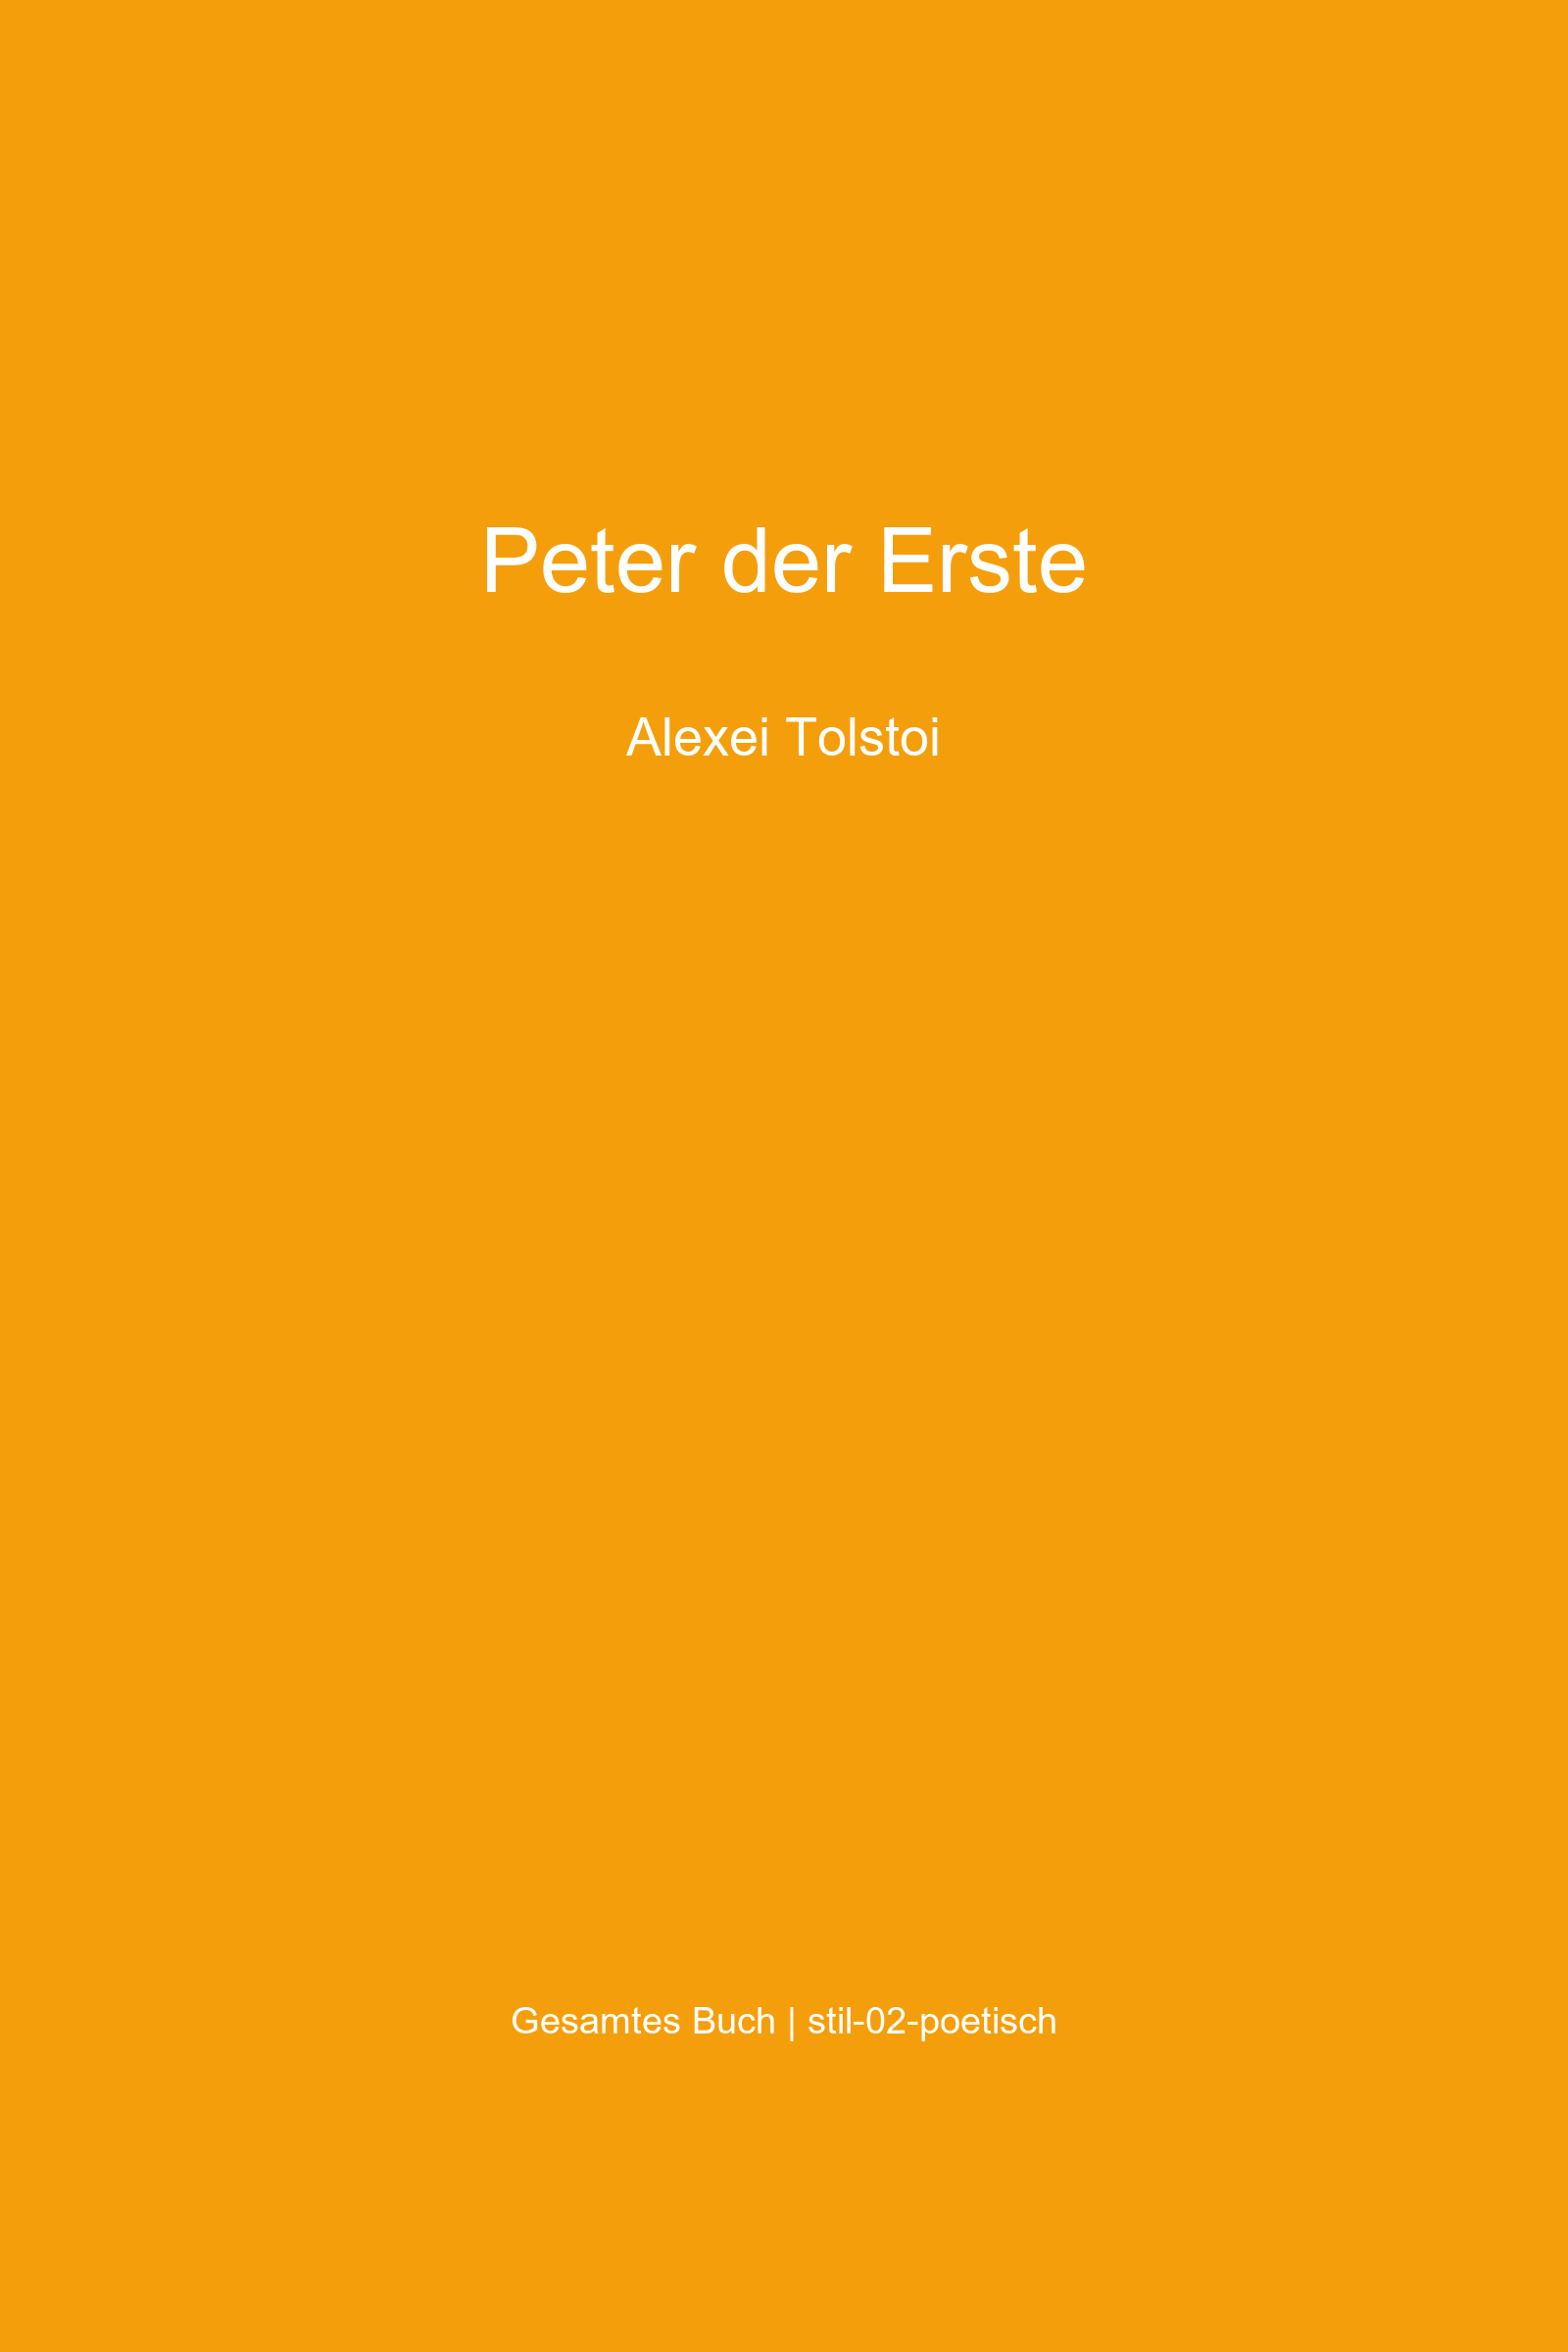 Peter der Erste
Alexei Tolstoi
Gesamtes Buch | stil-02-poetisch